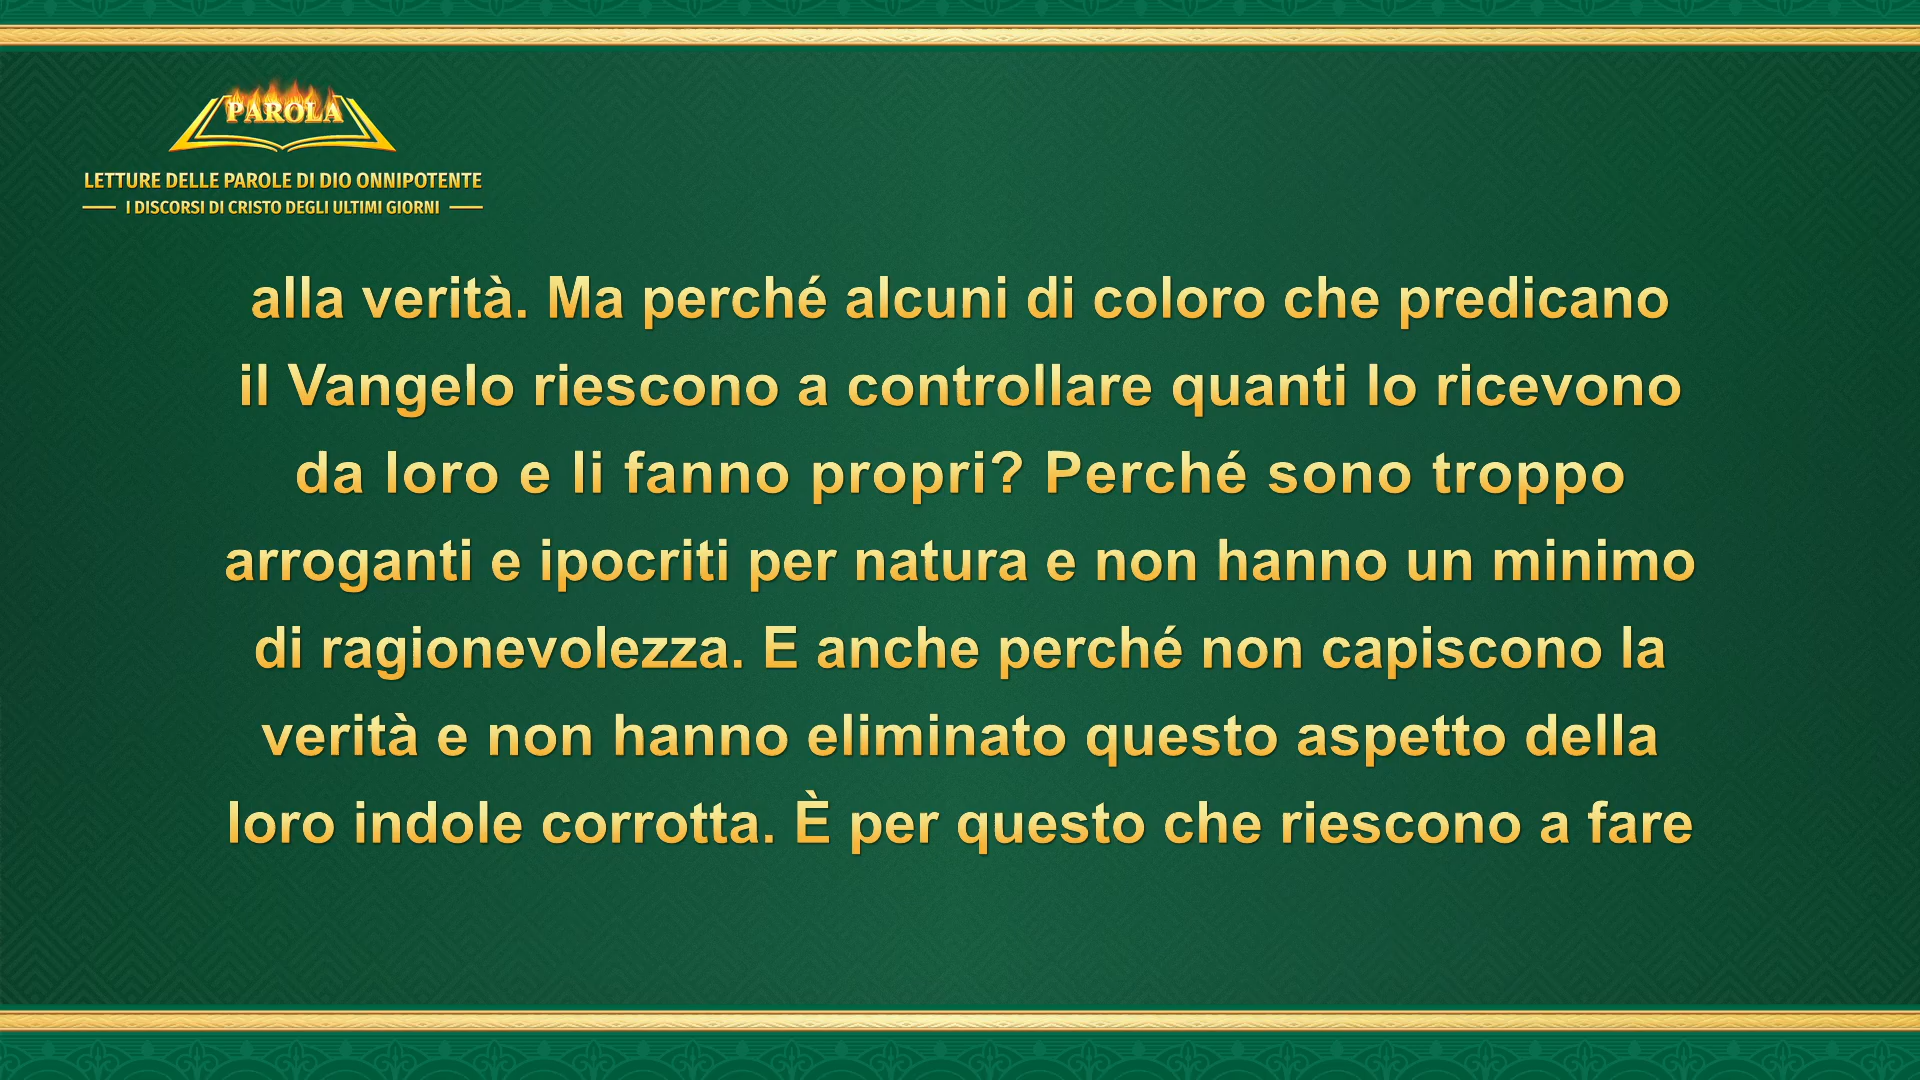 PAROLA
LETTURE DELLE PAROLE DI DIO ONNIPOTENTE
I DISCORSI DI CRISTO DEGLI ULTIMI GIORNI
alla verità. Ma perché alcuni di coloro che predicano
il Vangelo riescono a controllare quanti lo ricevono
da loro e li fanno propri? Perché sono troppo
arroganti e ipocriti per natura e non hanno un minimo
di ragionevolezza. E anche perché non capiscono la
verità e non hanno eliminato questo aspetto della
loro indole corrotta. È per questo che riescono a fare